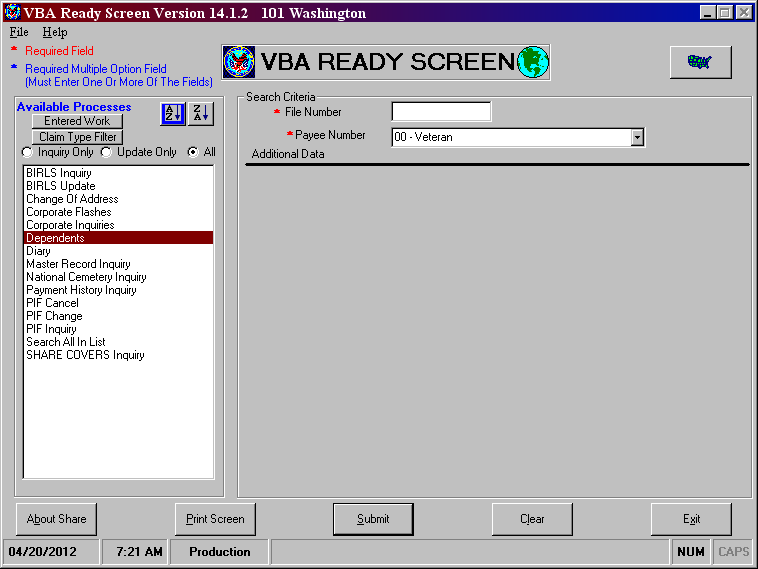 VBA Ready Screen Version 14.1.2 101 Washington
File Help
* Required Field
* Required Multiple Option Field
(Must Enter One Or More Of The Fields)
VBA READY SCREEN
Available Processes
A Z
Z A
Entered Work
Claim Type Filter
Inquiry Only Update Only All
BIRLS Inquiry
BIRLS Update
Change Of Address
Corporate Flashes
Corporate Inquiries
Dependents
Diary
Master Record Inquiry
National Cemetery Inquiry
Payment History Inquiry
PIF Cancel
PIF Change
PIF Inquiry
Search All In List
SHARE COVERS Inquiry
Search Criteria
* File Number
* Payee Number 00 - Veteran
Additional Data
About Share Print Screen Submit Clear Exit
04/20/2012 7:21 AM Production NUM CAPS